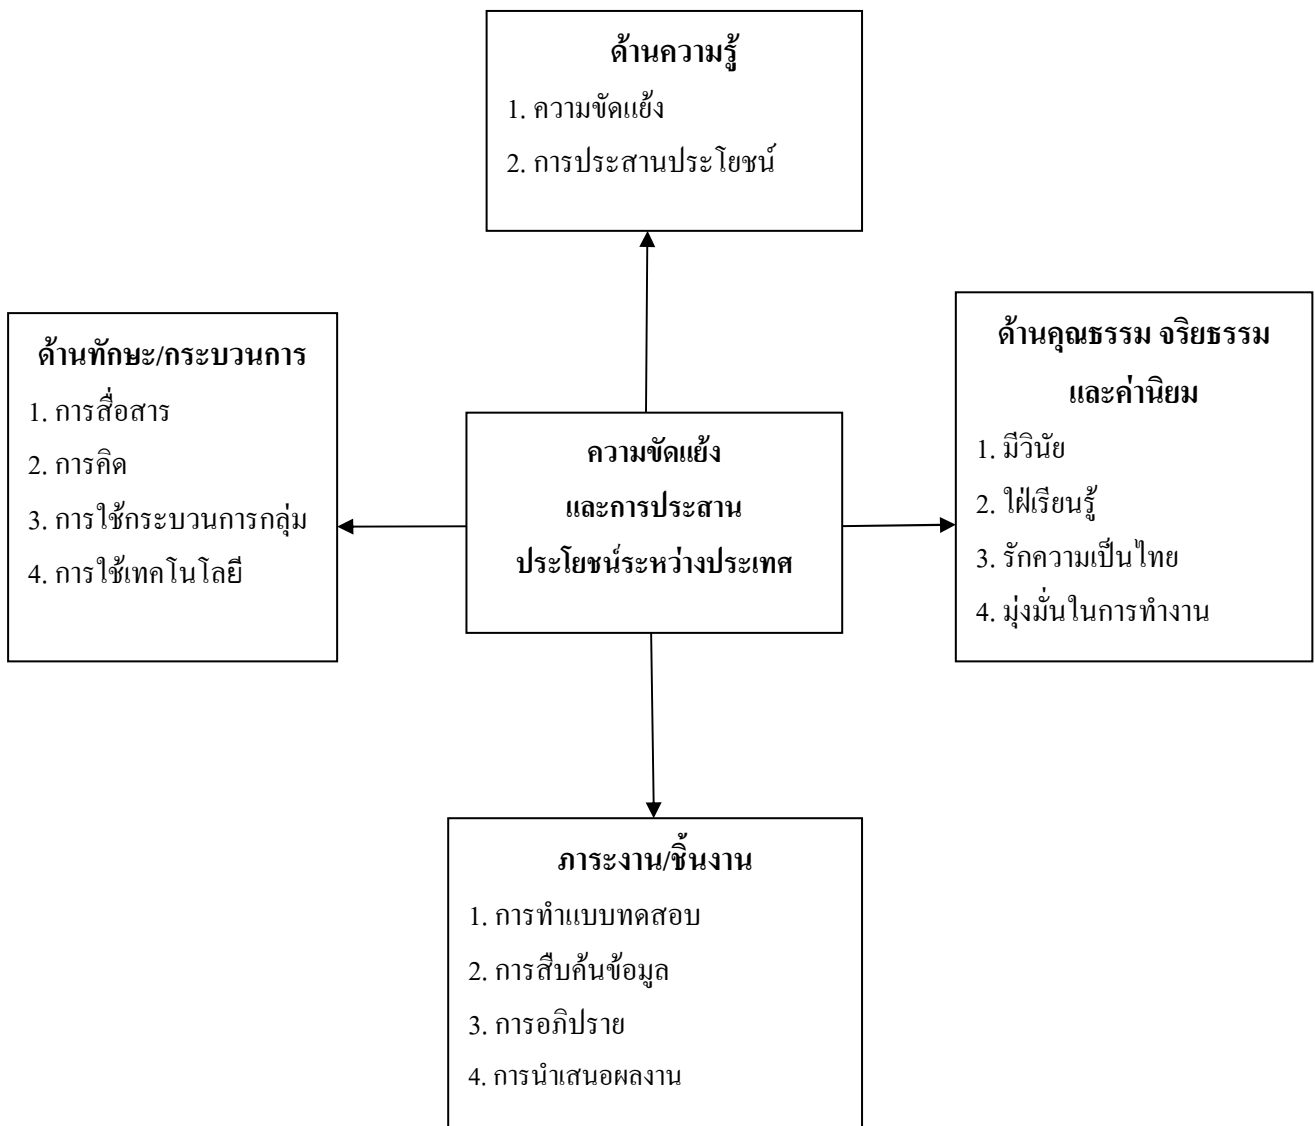 ด้านความรู้
1. ความขัดแย้ง
2. การประสานประโยชน์
ด้านทักษะ/กระบวนการ
1. การสื่อสาร
2. การคิด
3. การใช้กระบวนการกลุ่ม
4. การใช้เทคโนโลยี
ความขัดแย้ง
และการประสาน
ประโยชน์ระหว่างประเทศ
ด้านคุณธรรม จริยธรรม
และค่านิยม
1. มีวินัย
2. ใฝ่เรียนรู้
3. รักความเป็นไทย
4. มุ่งมั่นในการทำงาน
ภาระงาน/ชิ้นงาน
1. การทำแบบทดสอบ
2. การสืบค้นข้อมูล
3. การอภิปราย
4. การนำเสนอผลงาน